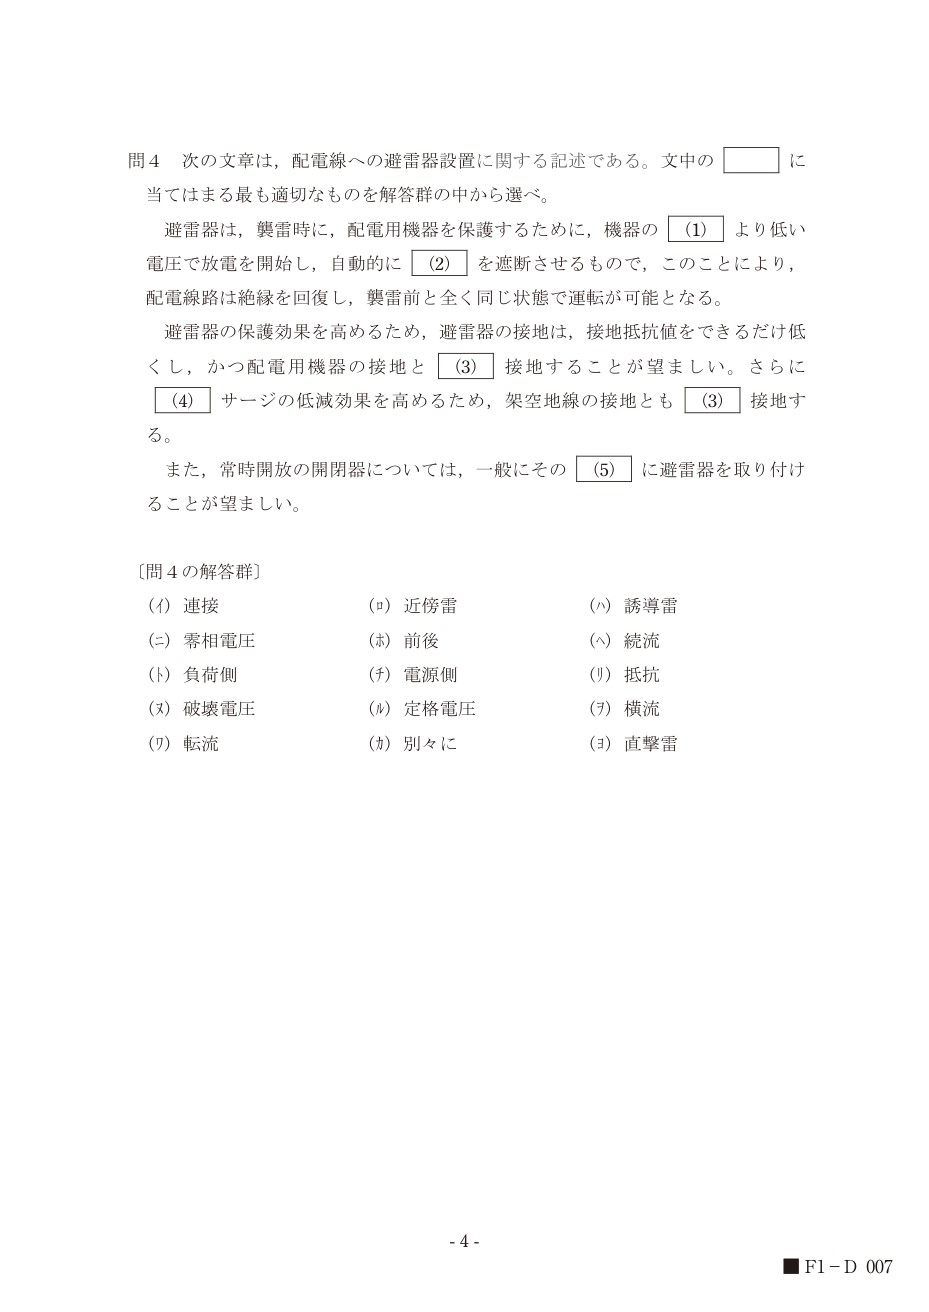 問４　次の文章は，配電線への避雷器設置に関する記述である。文中の　　　に
当てはまる最も適切なものを解答群の中から選べ。
避雷器は，襲雷時に，配電用機器を保護するために，機器の (1) より低い
電圧で放電を開始し，自動的に (2) を遮断させるもので，このことにより，
配電線路は絶縁を回復し，襲雷前と全く同じ状態で運転が可能となる。
避雷器の保護効果を高めるため，避雷器の接地は，接地抵抗値をできるだけ低
くし，かつ配電用機器の接地と (3) 接地することが望ましい。さらに
(4) サージの低減効果を高めるため，架空地線の接地とも (3) 接地す
る。
また，常時開放の開閉器については，一般にその (5) に避雷器を取り付け
ることが望ましい。
〔問４の解答群〕
(ｲ) 連接　(ﾛ) 近傍雷　(ﾊ) 誘導雷
(ﾆ) 零相電圧　(ﾎ) 前後　(ﾍ) 続流
(ﾄ) 負荷側　(ﾁ) 電源側　(ﾘ) 抵抗
(ﾇ) 破壊電圧　(ﾙ) 定格電圧　(ｦ) 横流
(ﾜ) 転流　(ｶ) 別々に　(ﾖ) 直撃雷
- 4 -
■F1－D 007